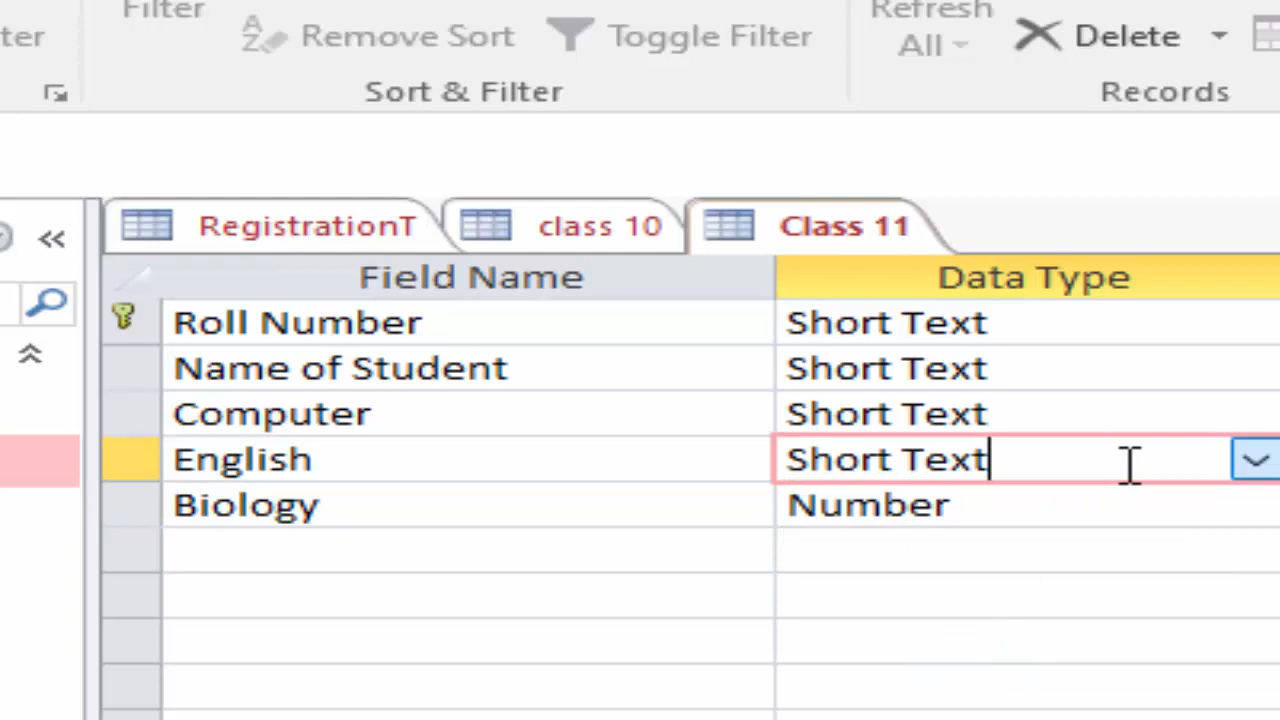 Filter
Refresh
ter
Remove Sort
Toggle Filter
All
Delete
Sort & Filter
Records
RegistrationT
class 10
Class 11
Field Name
Data Type
Roll Number
Short Text
Name of Student
Short Text
Computer
Short Text
English
Short Text
Biology
Number